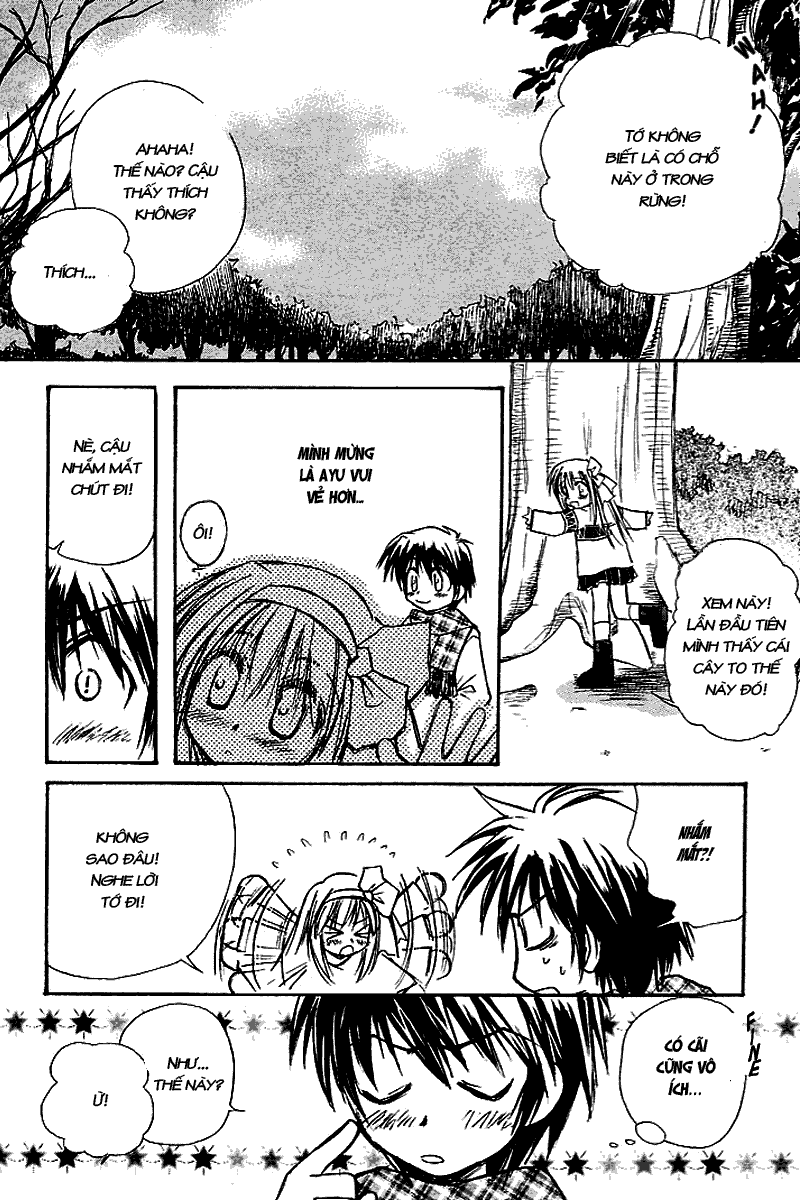 WAH!
TỚ KHÔNG
BIẾT LÀ CÓ CHỖ
NÀY Ở TRONG
RỪNG!
AHAHA!
THẾ NÀO? CẬU
THẤY THÍCH
KHÔNG?
THÍCH...
XEM NÀY!
LẦN ĐẦU TIÊN
MÌNH THẤY CÁI
CÂY TO THẾ
NÀY ĐÓ!
MÌNH MỪNG
LÀ AYU VUI
VẺ HƠN...
ÔI!
NÈ, CẬU
NHẮM MẮT
CHÚT ĐI!
!
NHẮM
MẮT?!
KHÔNG
SAO ĐÂU!
NGHE LỜI
TỚ ĐI!
FINE
CÓ CÃI
CŨNG VÔ
ÍCH...
NHƯ...
THẾ NÀY?
Ừ!